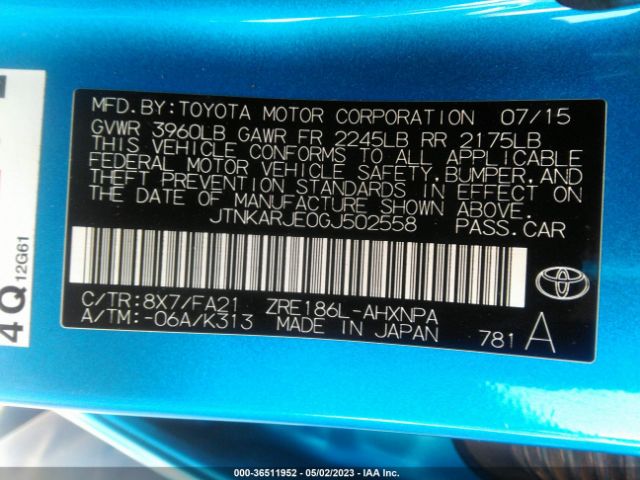 MFD. BY: TOYOTA MOTOR CORPORATION 07/15
GVWR 3960LB GAWR FR 2245LB RR 2175LB
THIS VEHICLE CONFORMS TO ALL APPLICABLE
FEDERAL MOTOR VEHICLE SAFETY, BUMPER, AND
THEFT PREVENTION STANDARDS IN EFFECT ON
THE DATE OF MANUFACTURE SHOWN ABOVE.
JTNKARJE0GJ502558 PASS.CAR
C/TR: 8X7/FA21 ZRE186L-AHXNPA
A/TM: -06A/K313 MADE IN JAPAN 781 A
4Q 12G61
000-36511952 - 05/02/2023 - IAA Inc.